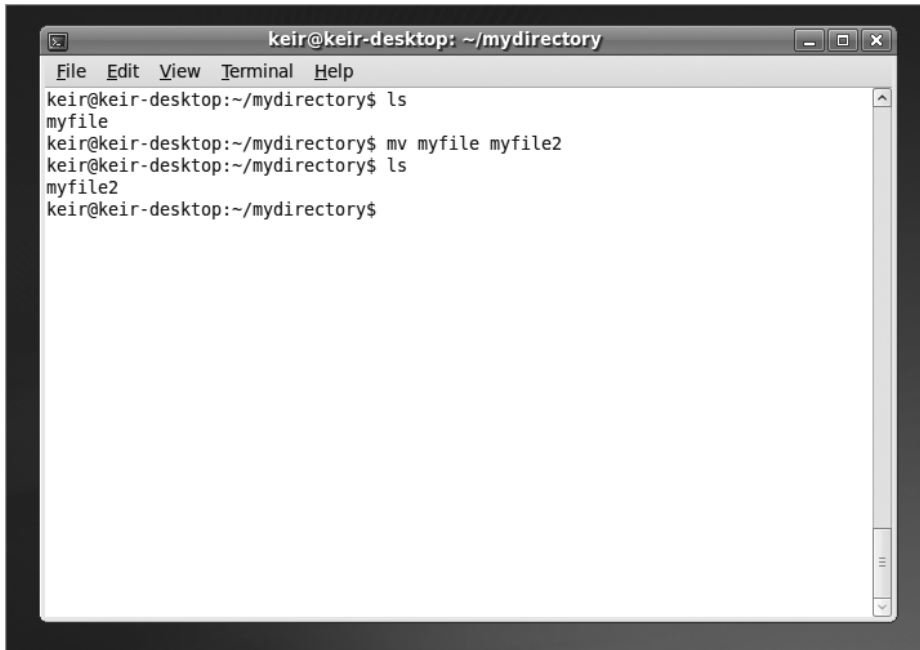 keir@keir-desktop: ~/mydirectory
File Edit View Terminal Help
keir@keir-desktop:~/mydirectory$ ls
myfile
keir@keir-desktop:~/mydirectory$ mv myfile myfile2
keir@keir-desktop:~/mydirectory$ ls
myfile2
keir@keir-desktop:~/mydirectory$